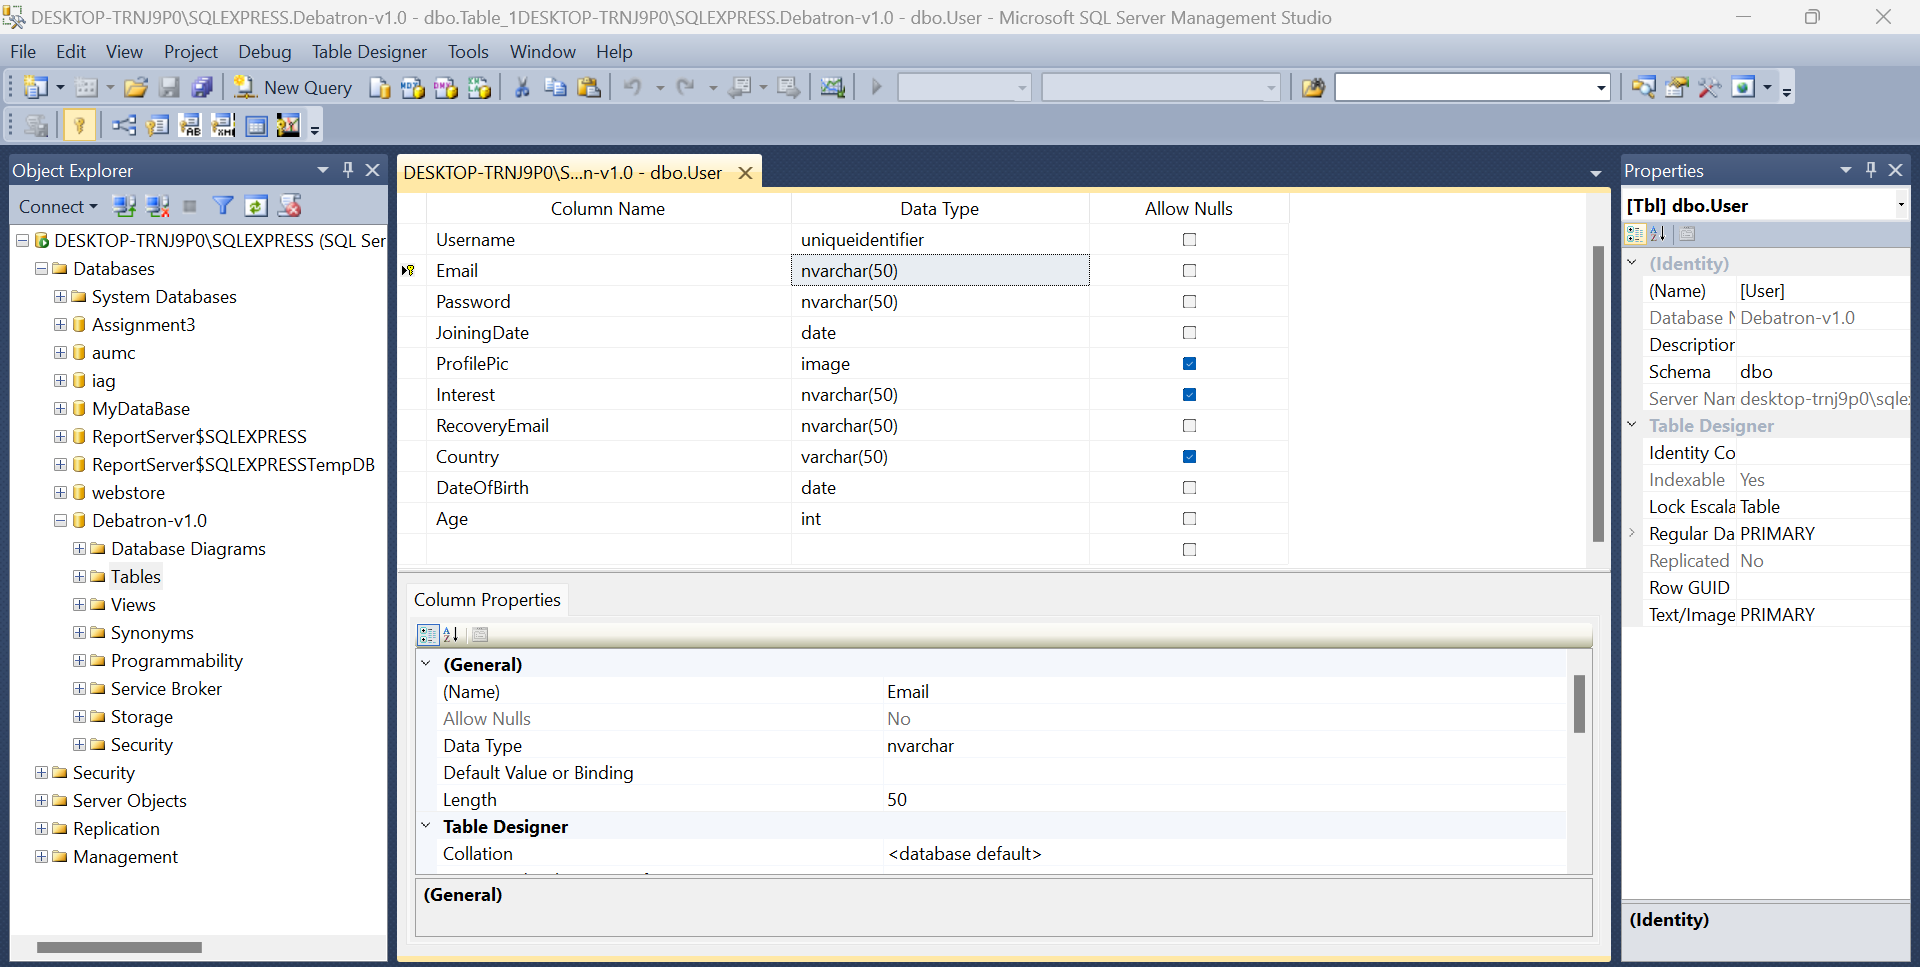 DESKTOP-TRNJ9P0\SQLEXPRESS.Debatron-v1.0 - dbo.Table_1DESKTOP-TRNJ9P0\SQLEXPRESS.Debatron-v1.0 - dbo.User - Microsoft SQL Server Management Studio
File Edit View Project Debug Table Designer Tools Window Help
New Query
Object Explorer
Connect
DESKTOP-TRNJ9P0\SQLEXPRESS (SQL Ser
Databases
System Databases
Assignment3
aumc
iag
MyDataBase
ReportServer$SQLEXPRESS
ReportServer$SQLEXPRESSTempDB
webstore
Debatron-v1.0
Database Diagrams
Tables
Views
Synonyms
Programmability
Service Broker
Storage
Security
Security
Server Objects
Replication
Management
DESKTOP-TRNJ9P0\S...n-v1.0 - dbo.User
Column Name Data Type Allow Nulls
Username uniqueidentifier
Email nvarchar(50)
Password nvarchar(50)
JoiningDate date
ProfilePic image
Interest nvarchar(50)
RecoveryEmail nvarchar(50)
Country varchar(50)
DateOfBirth date
Age int
Column Properties
(General)
(Name) Email
Allow Nulls No
Data Type nvarchar
Default Value or Binding
Length 50
Table Designer
Collation <database default>
(General)
Properties
[Tbl] dbo.User
(Identity)
(Name) [User]
Database N Debatron-v1.0
Description
Schema dbo
Server Nam desktop-trnj9p0\sqle
Table Designer
Identity Co
Indexable Yes
Lock Escala Table
Regular Da PRIMARY
Replicated No
Row GUID
Text/Image PRIMARY
(Identity)